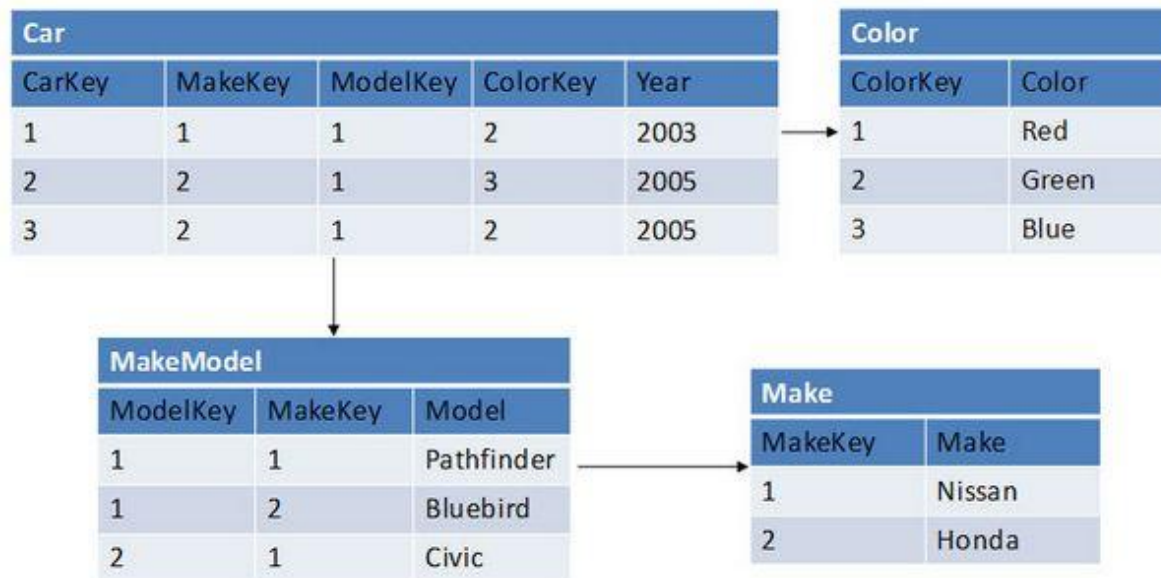 Car
CarKey MakeKey ModelKey ColorKey Year
1 1 1 2 2003
2 2 1 3 2005
3 2 1 2 2005
Color
ColorKey Color
1 Red
2 Green
3 Blue
MakeModel
ModelKey MakeKey Model
1 1 Pathfinder
1 2 Bluebird
2 1 Civic
Make
MakeKey Make
1 Nissan
2 Honda